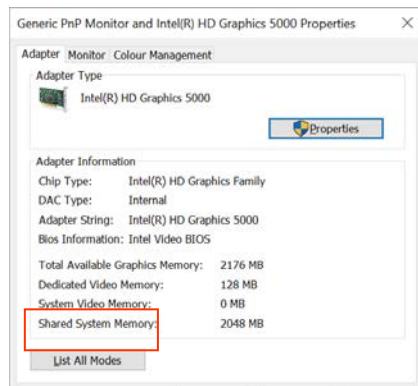 Generic PnP Monitor and Intel(R) HD Graphics 5000 Properties
Adapter Monitor Colour Management
Adapter Type
Intel(R) HD Graphics 5000
Properties
Adapter Information
Chip Type: Intel(R) HD Graphics Family
DAC Type: Internal
Adapter String: Intel(R) HD Graphics 5000
Bios Information: Intel Video BIOS
Total Available Graphics Memory: 2176 MB
Dedicated Video Memory: 128 MB
System Video Memory: 0 MB
Shared System Memory: 2048 MB
List All Modes